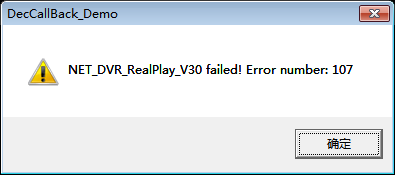 DecCallBack_Demo
NET_DVR_RealPlay_V30 failed! Error number: 107
确定